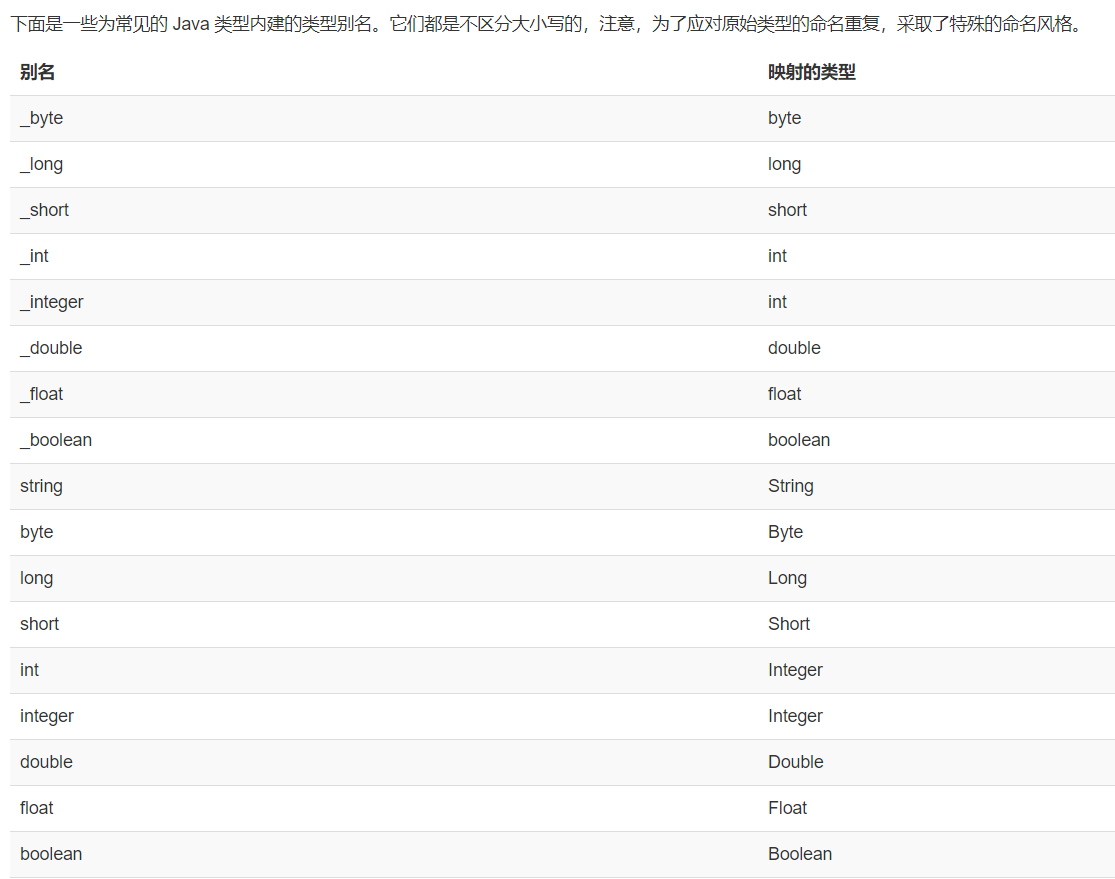 下面是一些为常见的 Java 类型内建的类型别名。它们都是不区分大小写的，注意，为了应对原始类型的命名重复，采取了特殊的命名风格。
别名 映射的类型
_byte byte
_long long
_short short
_int int
_integer int
_double double
_float float
_boolean boolean
string String
byte Byte
long Long
short Short
int Integer
integer Integer
double Double
float Float
boolean Boolean